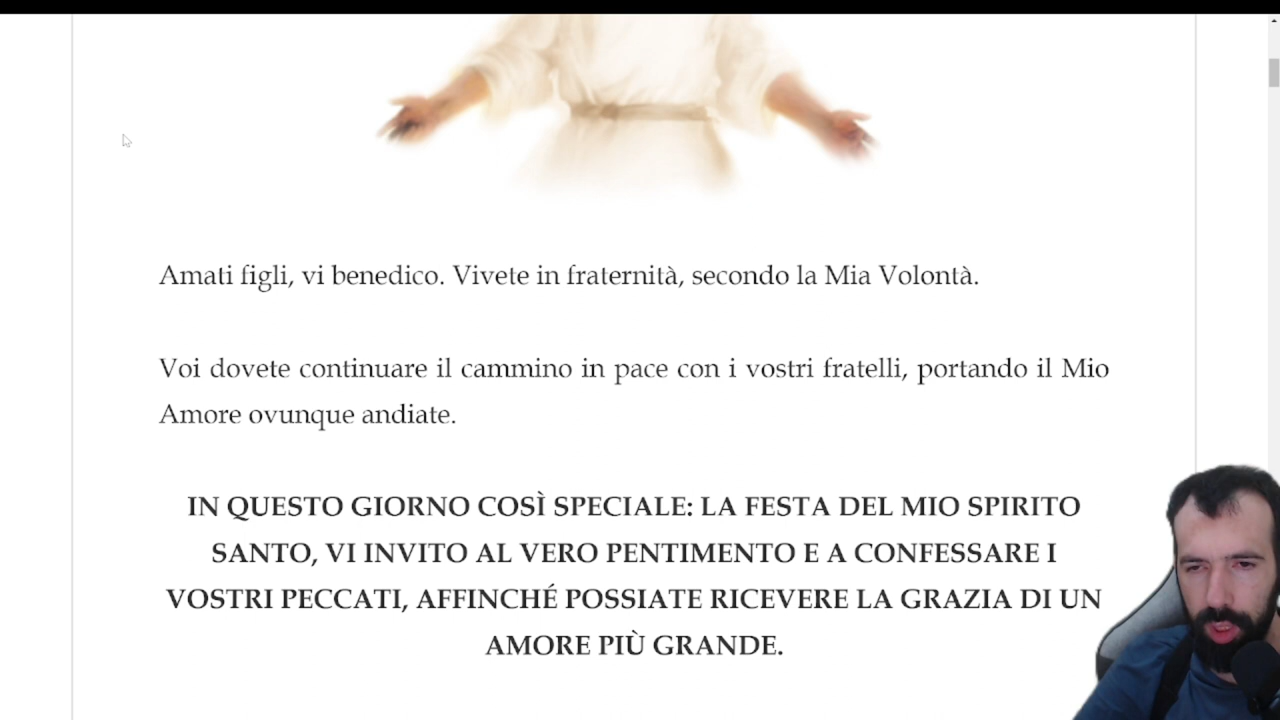 Amati figli, vi benedico. Vivete in fraternità, secondo la Mia Volontà.
Voi dovete continuare il cammino in pace con i vostri fratelli, portando il Mio
Amore ovunque andiate.
IN QUESTO GIORNO COSÌ SPECIALE: LA FESTA DEL MIO SPIRITO
SANTO, VI INVITO AL VERO PENTIMENTO E A CONFESSARE I
VOSTRI PECCATI, AFFINCHÉ POSSIATE RICEVERE LA GRAZIA DI UN
AMORE PIÙ GRANDE.